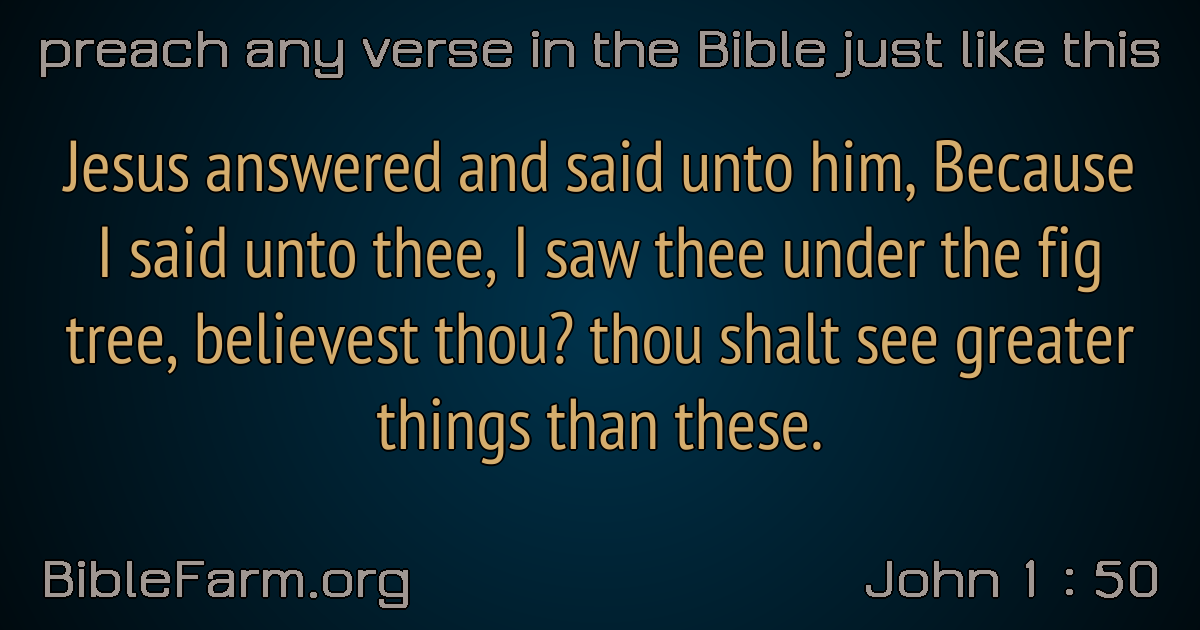 preach any verse in the Bible just like this
Jesus answered and said unto him, Because
I said unto thee, I saw thee under the fig
tree, believest thou? thou shalt see greater
things than these.
BibleFarm.org
John 1 : 50